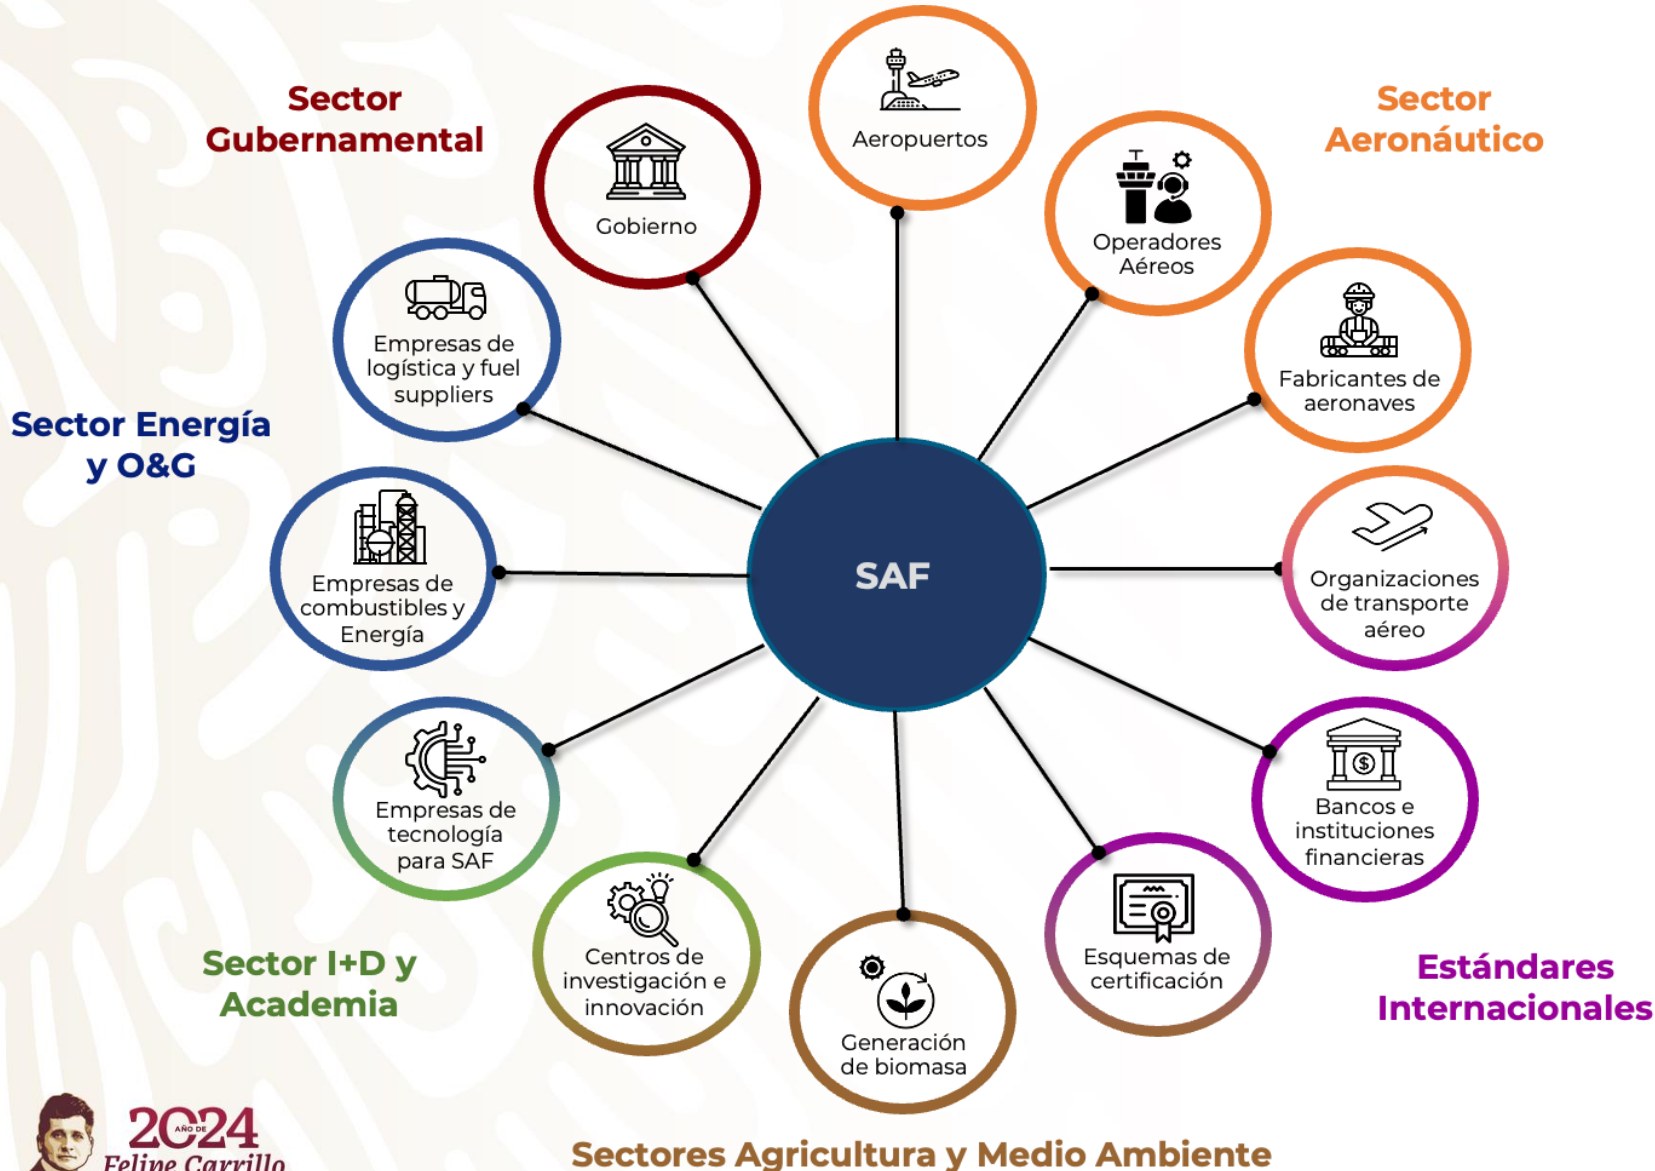 Sector
Gubernamental
Aeropuertos
Sector
Aeronáutico
Gobierno
Operadores
Aéreos
Empresas de
logística y fuel
suppliers
Fabricantes de
aeronaves
Sector Energía
y O&G
Empresas de
combustibles y
Energía
SAF
Organizaciones
de transporte
aéreo
Empresas de
tecnología
para SAF
Bancos e
instituciones
financieras
$
Centros de
investigación e
innovación
Esquemas de
certificación
Generación
de biomasa
Sector I+D y
Academia
Estándares
Internacionales
2024
AÑO DE
Felipe Carrillo
Sectores Agricultura y Medio Ambiente